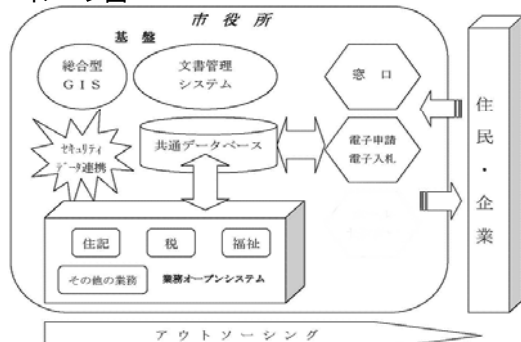 市役所
基盤
総合型
GIS
文書管理
システム
窓口
セキュリティ
データ連携
共通データベース
電子申請
電子入札
住民・企業
住記
税
福祉
その他の業務
業務オープンシステム
アウトソーシング